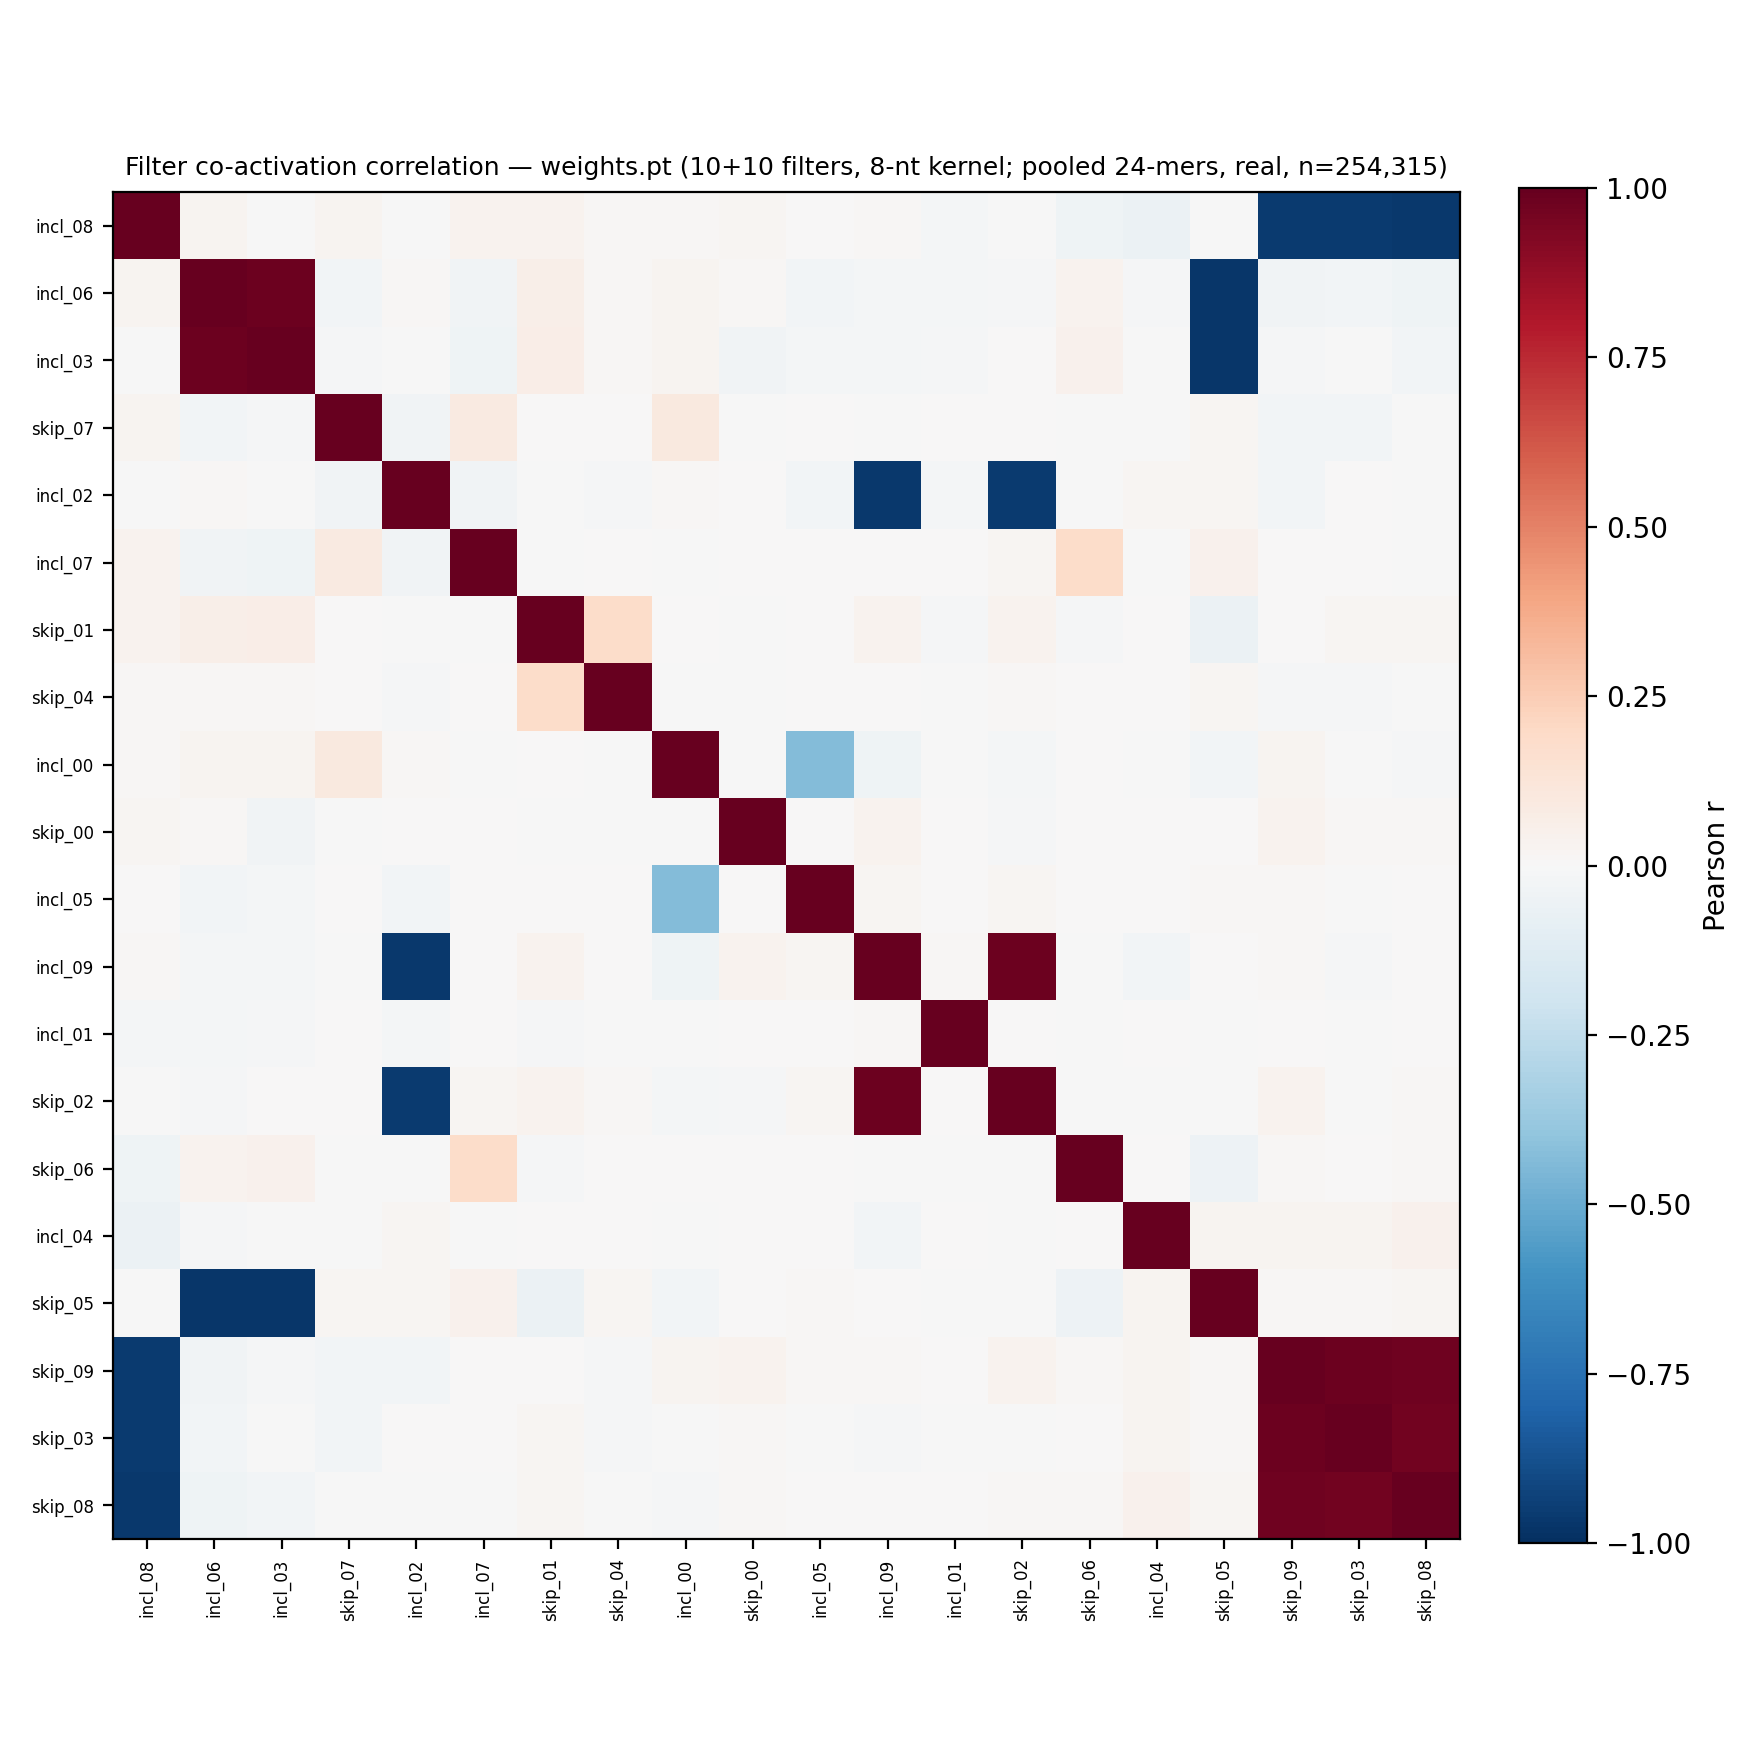 Filter co-activation correlation — weights.pt (10+10 filters, 8-nt kernel; pooled 24-mers, real, n=254,315)
incl_08
incl_06
incl_03
skip_07
incl_02
incl_07
skip_01
skip_04
incl_00
skip_00
incl_05
incl_09
incl_01
skip_02
skip_06
incl_04
skip_05
skip_09
skip_03
skip_08
incl_08
incl_06
incl_03
skip_07
incl_02
incl_07
skip_01
skip_04
incl_00
skip_00
incl_05
incl_09
incl_01
skip_02
skip_06
incl_04
skip_05
skip_09
skip_03
skip_08
1.00
0.75
0.50
0.25
0.00
−0.25
−0.50
−0.75
−1.00
Pearson r